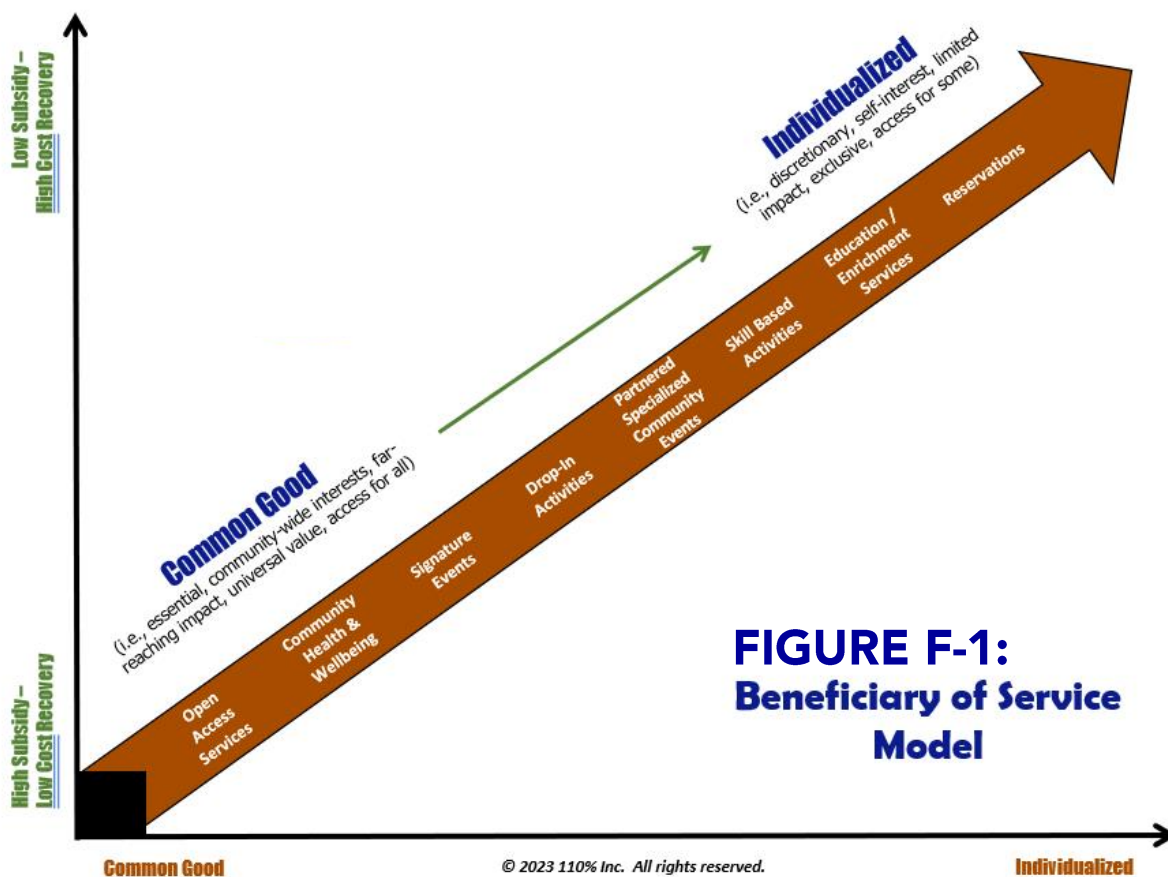 Low Subsidy –
High Cost Recovery
Individualized
(i.e., discretionary, self-interest, limited
impact, exclusive, access for some)
Reservations
Education /
Enrichment
Services
Skill Based
Activities
Partnered
Specialized
Community
Events
Drop-In
Activities
Common Good
(i.e., essential, community-wide interests, far-
reaching impact, universal value, access for all)
Signature
Events
Community
Health &
Wellbeing
Open
Access
Services
FIGURE F-1:
Beneficiary of Service
Model
High Subsidy –
Low Cost Recovery
Common Good
© 2023 110% Inc. All rights reserved.
Individualized